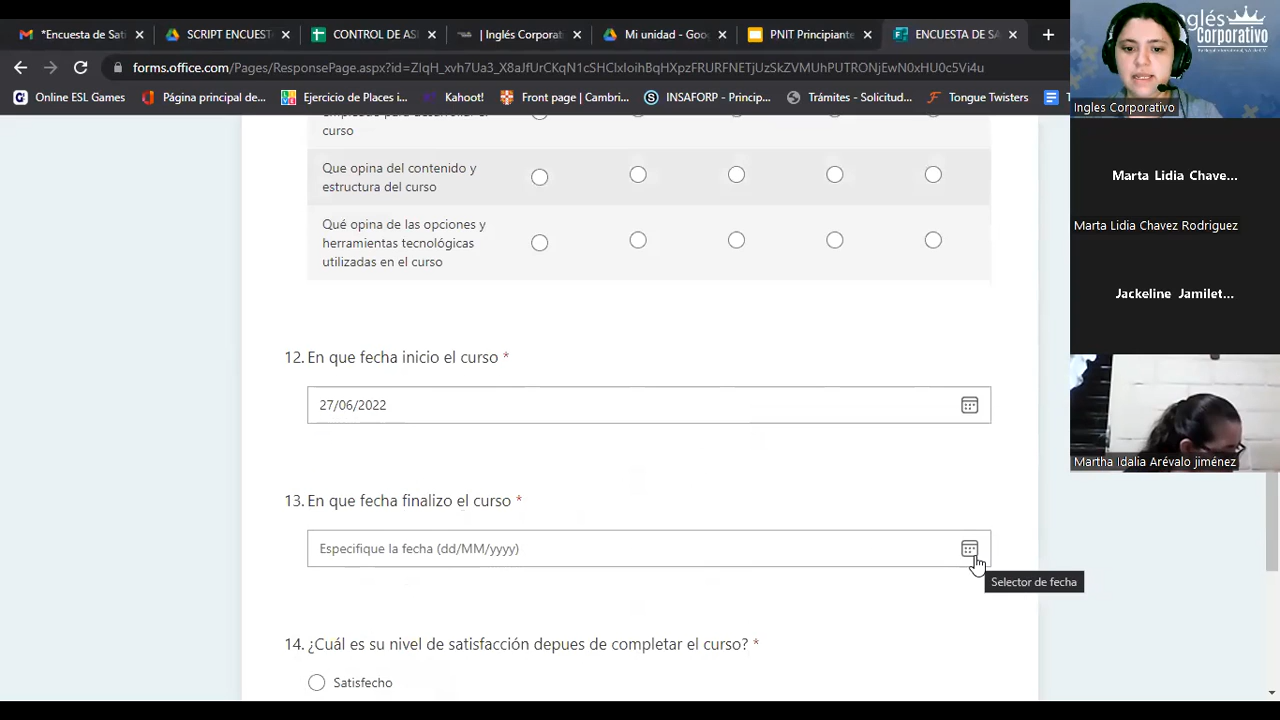 *Encuesta de Sati
SCRIPT ENCUEST
CONTROL DE ASI
| Inglés Corporat
Mi unidad - Goog
PNIT Principiante
ENCUESTA DE SA
forms.office.com/Pages/ResponsePage.aspx?id=
Online ESL Games
Página principal de...
Ejercicio de Places i...
Kahoot!
Front page | Cambri...
INSAFORP - Princip...
Trámites - Solicitud...
Tongue Twisters
curso
Que opina del contenido y
estructura del curso
Qué opina de las opciones y
herramientas tecnológicas
utilizadas en el curso
12. En que fecha inicio el curso *
27/06/2022
13. En que fecha finalizo el curso *
Especifique la fecha (dd/MM/yyyy)
Selector de fecha
14. ¿Cuál es su nivel de satisfacción depues de completar el curso? *
Satisfecho
Inglés
Corporativo
Ingles Corporativo
Marta Lidia Chave...
Marta Lidia Chavez Rodriguez
Jackeline Jamilet...
Martha Idalia Arévalo jiménez